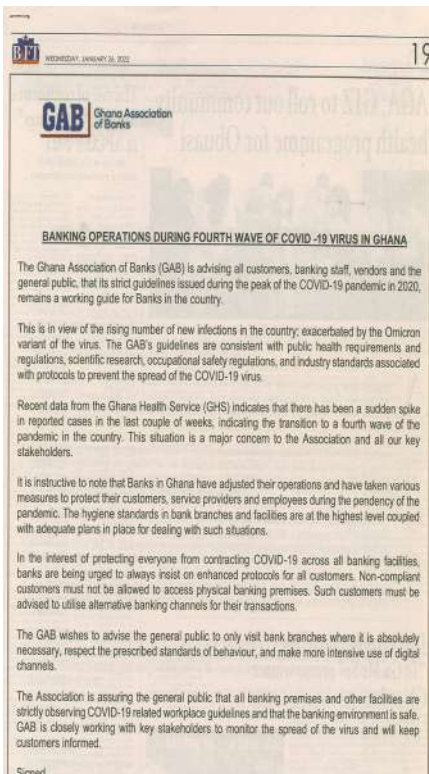 B&FT WEDNESDAY, JANUARY 26, 2022
19
GAB Ghana Association
of Banks
BANKING OPERATIONS DURING FOURTH WAVE OF COVID -19 VIRUS IN GHANA
The Ghana Association of Banks (GAB) is advising all customers, banking staff, vendors and the
general public, that its strict guidelines issued during the peak of the COVID-19 pandemic in 2020,
remains a working guide for Banks in the country.
This is in view of the rising number of new infections in the country; exacerbated by the Omicron
variant of the virus. The GAB's guidelines are consistent with public health requirements and
regulations, scientific research, occupational safety regulations, and industry standards associated
with protocols to prevent the spread of the COVID-19 virus.
Recent data from the Ghana Health Service (GHS) indicates that there has been a sudden spike
in reported cases in the last couple of weeks, indicating the transition to a fourth wave of the
pandemic in the country. This situation is a major concern to the Association and all our key
stakeholders.
It is instructive to note that Banks in Ghana have adjusted their operations and have taken various
measures to protect their customers, service providers and employees during the pendency of the
pandemic. The hygiene standards in bank branches and facilities are at the highest level coupled
with adequate plans in place for dealing with such situations.
In the interest of protecting everyone from contracting COVID-19 across all banking facilities,
banks are being urged to always insist on enhanced protocols for all customers. Non-compliant
customers must not be allowed to access physical banking premises. Such customers must be
advised to utilise alternative banking channels for their transactions.
The GAB wishes to advise the general public to only visit bank branches where it is absolutely
necessary, respect the prescribed standards of behaviour, and make more intensive use of digital
channels.
The Association is assuring the general public that all banking premises and other facilities are
strictly observing COVID-19 related workplace guidelines and that the banking environment is safe.
GAB is closely working with key stakeholders to monitor the spread of the virus and will keep
customers informed.
Signed